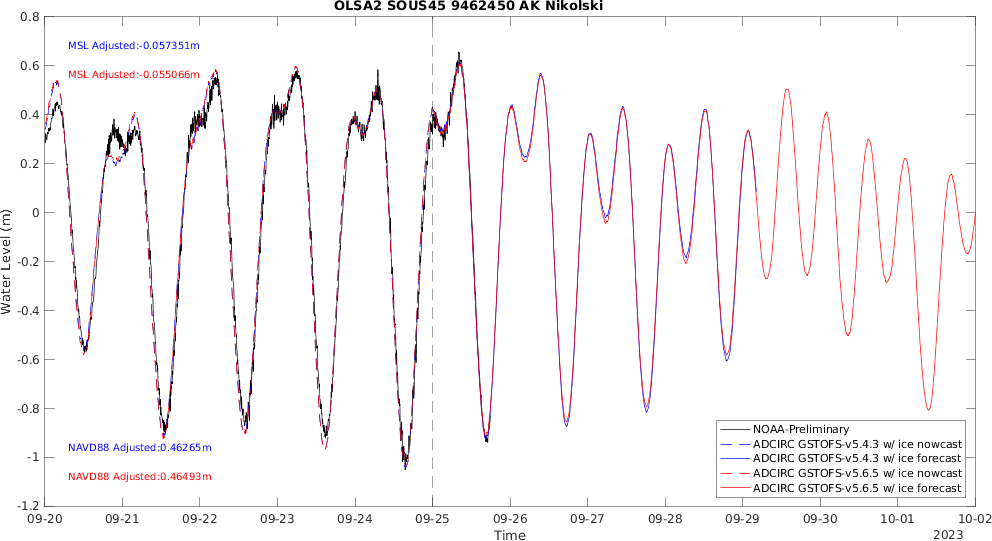 OLSA2 SOUS45 9462450 AK Nikolski
0.8
0.6
0.4
0.2
0
-0.2
-0.4
-0.6
-0.8
-1
-1.2
Water Level (m)
MSL Adjusted:-0.057351m
MSL Adjusted:-0.055066m
NAVD88 Adjusted:0.46265m
NAVD88 Adjusted:0.46493m
NOAA-Preliminary
ADCIRC GSTOFS-v5.4.3 w/ ice nowcast
ADCIRC GSTOFS-v5.4.3 w/ ice forecast
ADCIRC GSTOFS-v5.6.5 w/ ice nowcast
ADCIRC GSTOFS-v5.6.5 w/ ice forecast
09-20 09-21 09-22 09-23 09-24 09-25 09-26 09-27 09-28 09-29 09-30 10-01 10-02
Time
2023